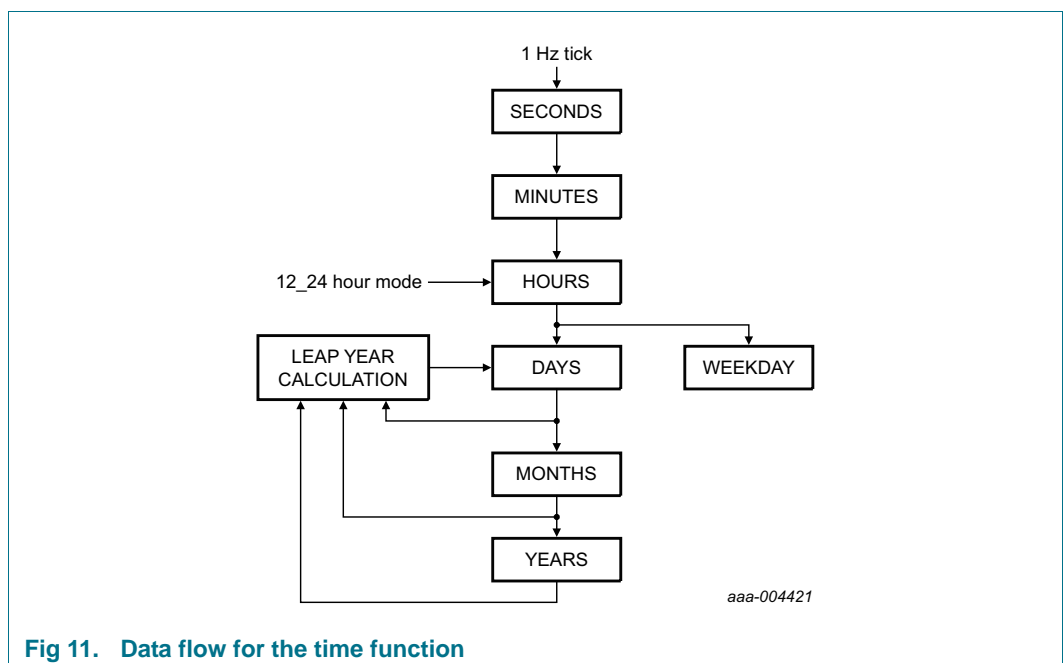 1 Hz tick
SECONDS
MINUTES
12_24 hour mode
HOURS
LEAP YEAR
CALCULATION
DAYS
WEEKDAY
MONTHS
YEARS
aaa-004421
Fig 11. Data flow for the time function